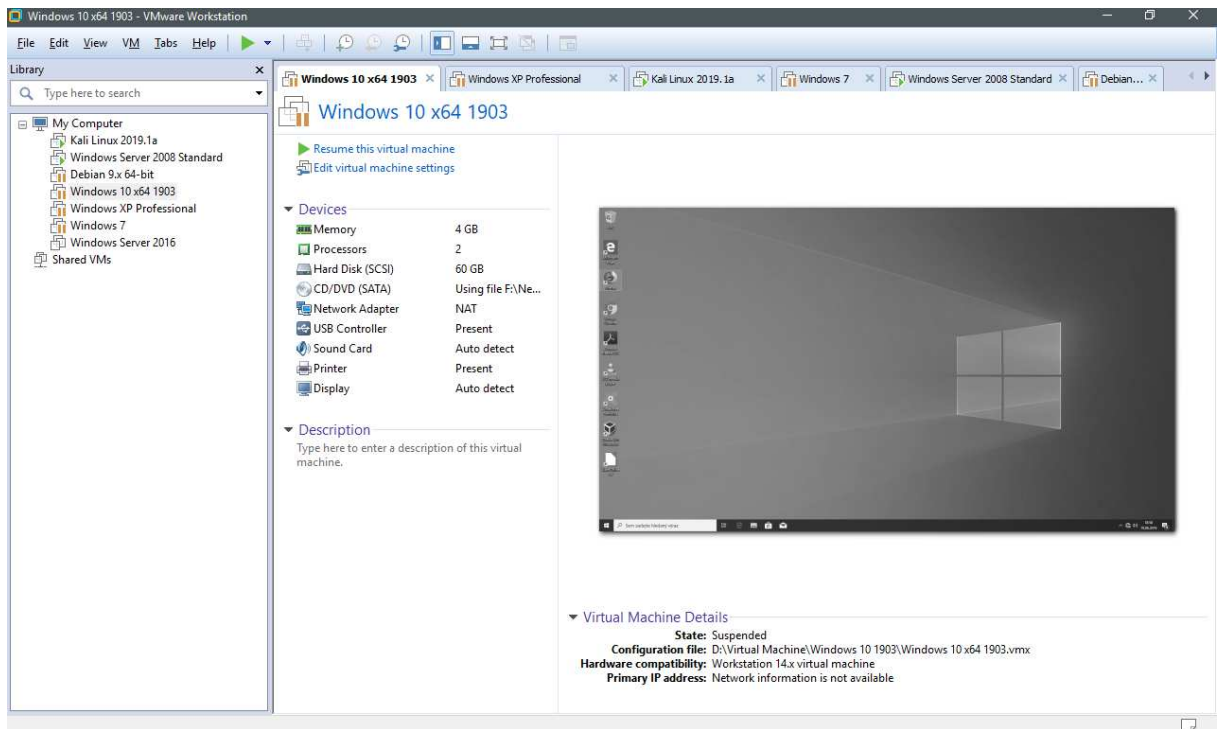 Windows 10 x64 1903 - VMware Workstation
File Edit View VM Tabs Help
Library
Type here to search
My Computer
Kali Linux 2019.1a
Windows Server 2008 Standard
Debian 9.x 64-bit
Windows 10 x64 1903
Windows XP Professional
Windows 7
Windows Server 2016
Shared VMs
Windows 10 x64 1903 Windows XP Professional Kali Linux 2019.1a Windows 7 Windows Server 2008 Standard Debian...
Windows 10 x64 1903
Resume this virtual machine
Edit virtual machine settings
Devices
Memory 4 GB
Processors 2
Hard Disk (SCSI) 60 GB
CD/DVD (SATA) Using file F:\Ne...
Network Adapter NAT
USB Controller Present
Sound Card Auto detect
Printer Present
Display Auto detect
Description
Type here to enter a description of this virtual
machine.
Virtual Machine Details
State: Suspended
Configuration file: D:\Virtual Machine\Windows 10 1903\Windows 10 x64 1903.vmx
Hardware compatibility: Workstation 14.x virtual machine
Primary IP address: Network information is not available